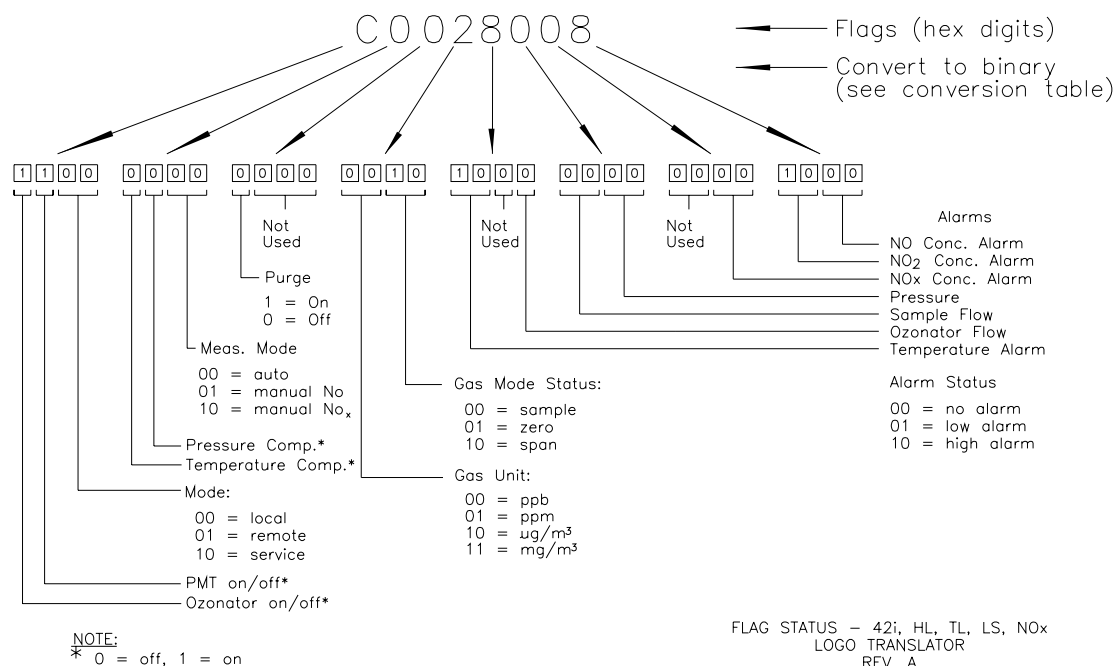 C0028008
Flags (hex digits)
Convert to binary
(see conversion table)
1 1 0 0 0 0 0 0 0 0 0 0 0 0 1 0 1 0 0 0 0 0 0 0 0 0 0 0 1 0 0 0
Not
Used
Not
Used
Not
Used
Alarms
NO Conc. Alarm
NO₂ Conc. Alarm
NOx Conc. Alarm
Pressure
Sample Flow
Ozonator Flow
Temperature Alarm
Purge
1 = On
0 = Off
Meas. Mode
00 = auto
01 = manual No
10 = manual Noₓ
Pressure Comp.*
Temperature Comp.*
Mode:
00 = local
01 = remote
10 = service
PMT on/off*
Ozonator on/off*
Gas Mode Status:
00 = sample
01 = zero
10 = span
Gas Unit:
00 = ppb
01 = ppm
10 = µg/m³
11 = mg/m³
Alarm Status
00 = no alarm
01 = low alarm
10 = high alarm
NOTE:
* 0 = off, 1 = on
FLAG STATUS – 42i, HL, TL, LS, NOx
LOGO TRANSLATOR
REV A